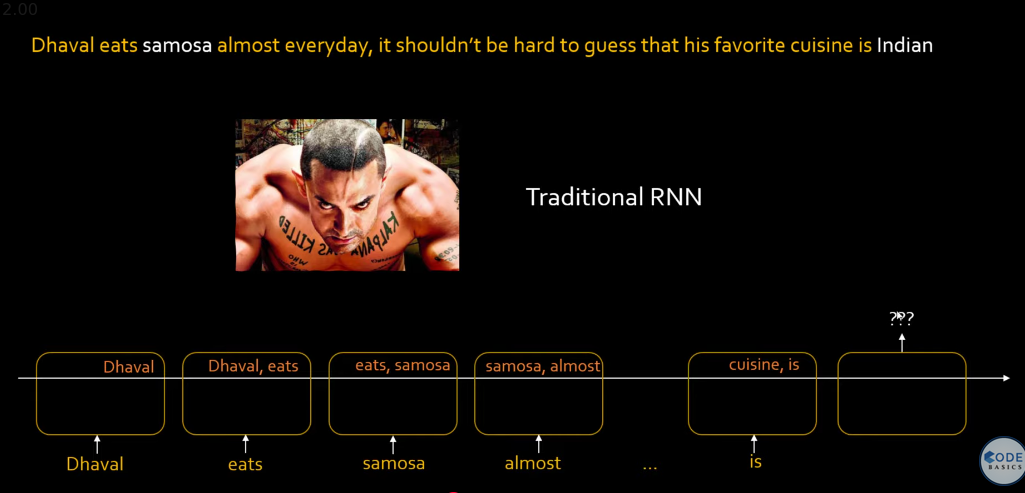 2.00
Dhaval eats samosa almost everyday, it shouldn't be hard to guess that his favorite cuisine is Indian
KALPANA WAS KILLED
WHO
Traditional RNN
???
Dhaval
Dhaval, eats
eats, samosa
samosa, almost
cuisine, is
Dhaval
eats
samosa
almost
...
is
CODE
BASICS